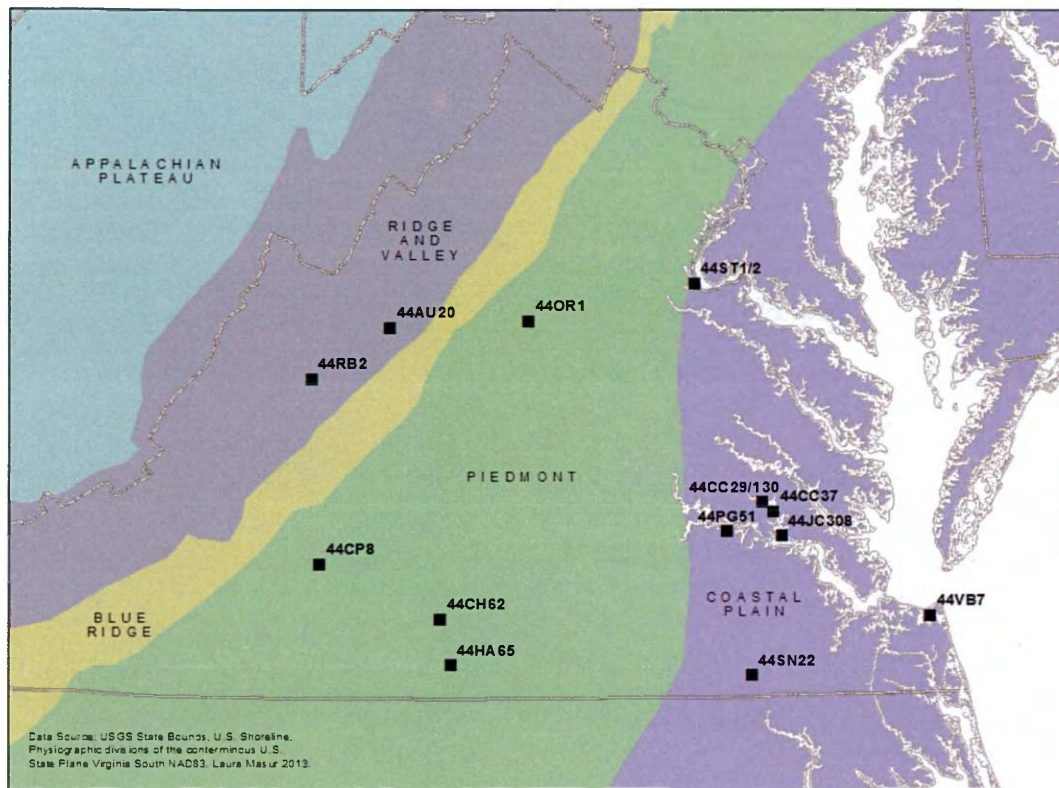 APPALACHIAN
PLATEAU
RIDGE
AND
VALLEY
44ST1/2
44AU20
44OR1
44RB2
PIEDMONT
44CC29/130
44CC37
44PG51
44JC308
44CP8
COASTAL
PLAIN
44CH62
44VB7
BLUE
RIDGE
44HA65
44SN22
Data Source: USGS State Bounds, U.S. Shoreline,
Physiographic divisions of the conterminous U.S.
State Plane Virginia South NAD83. Laura Masur 2013.